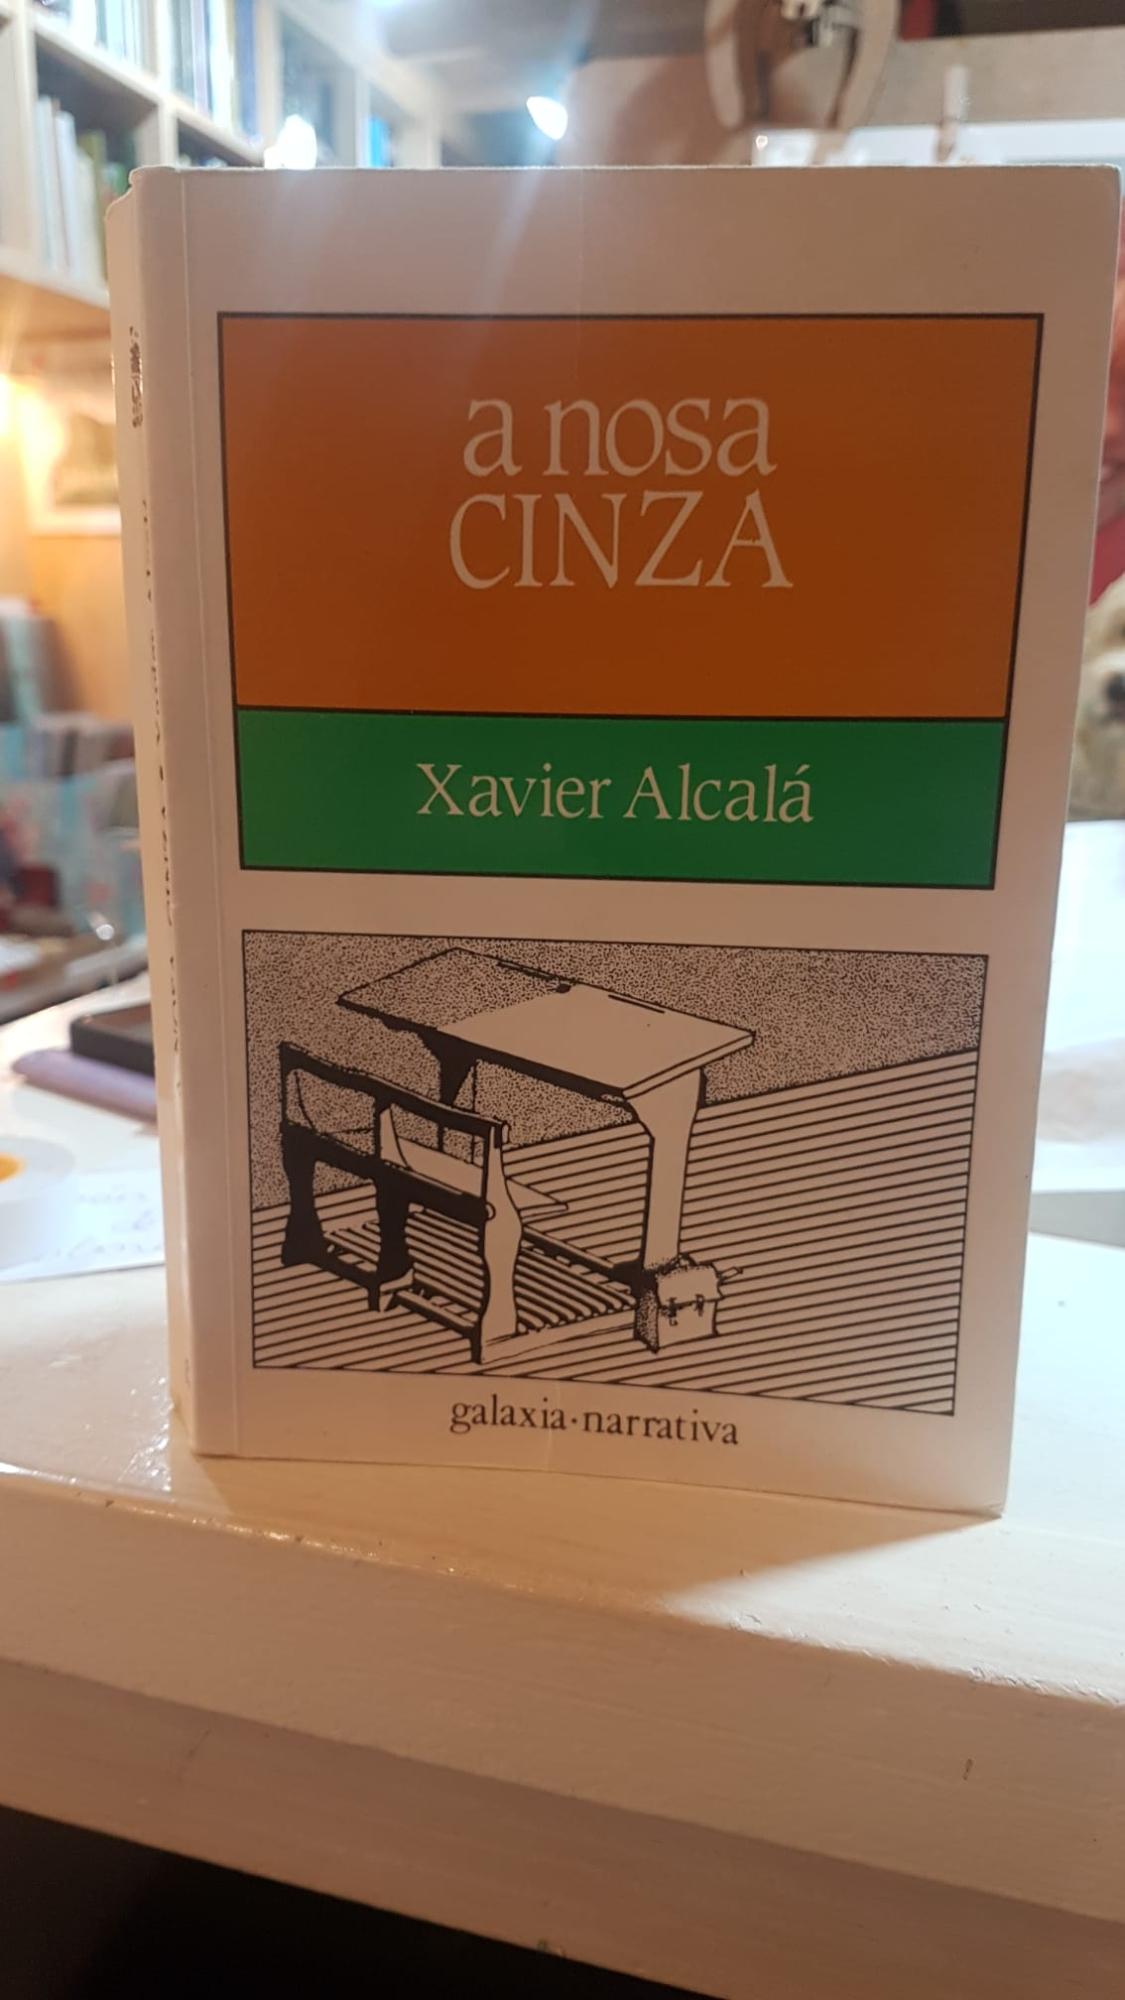 a nosa
CINZA
Xavier Alcalá
galaxia·narrativa